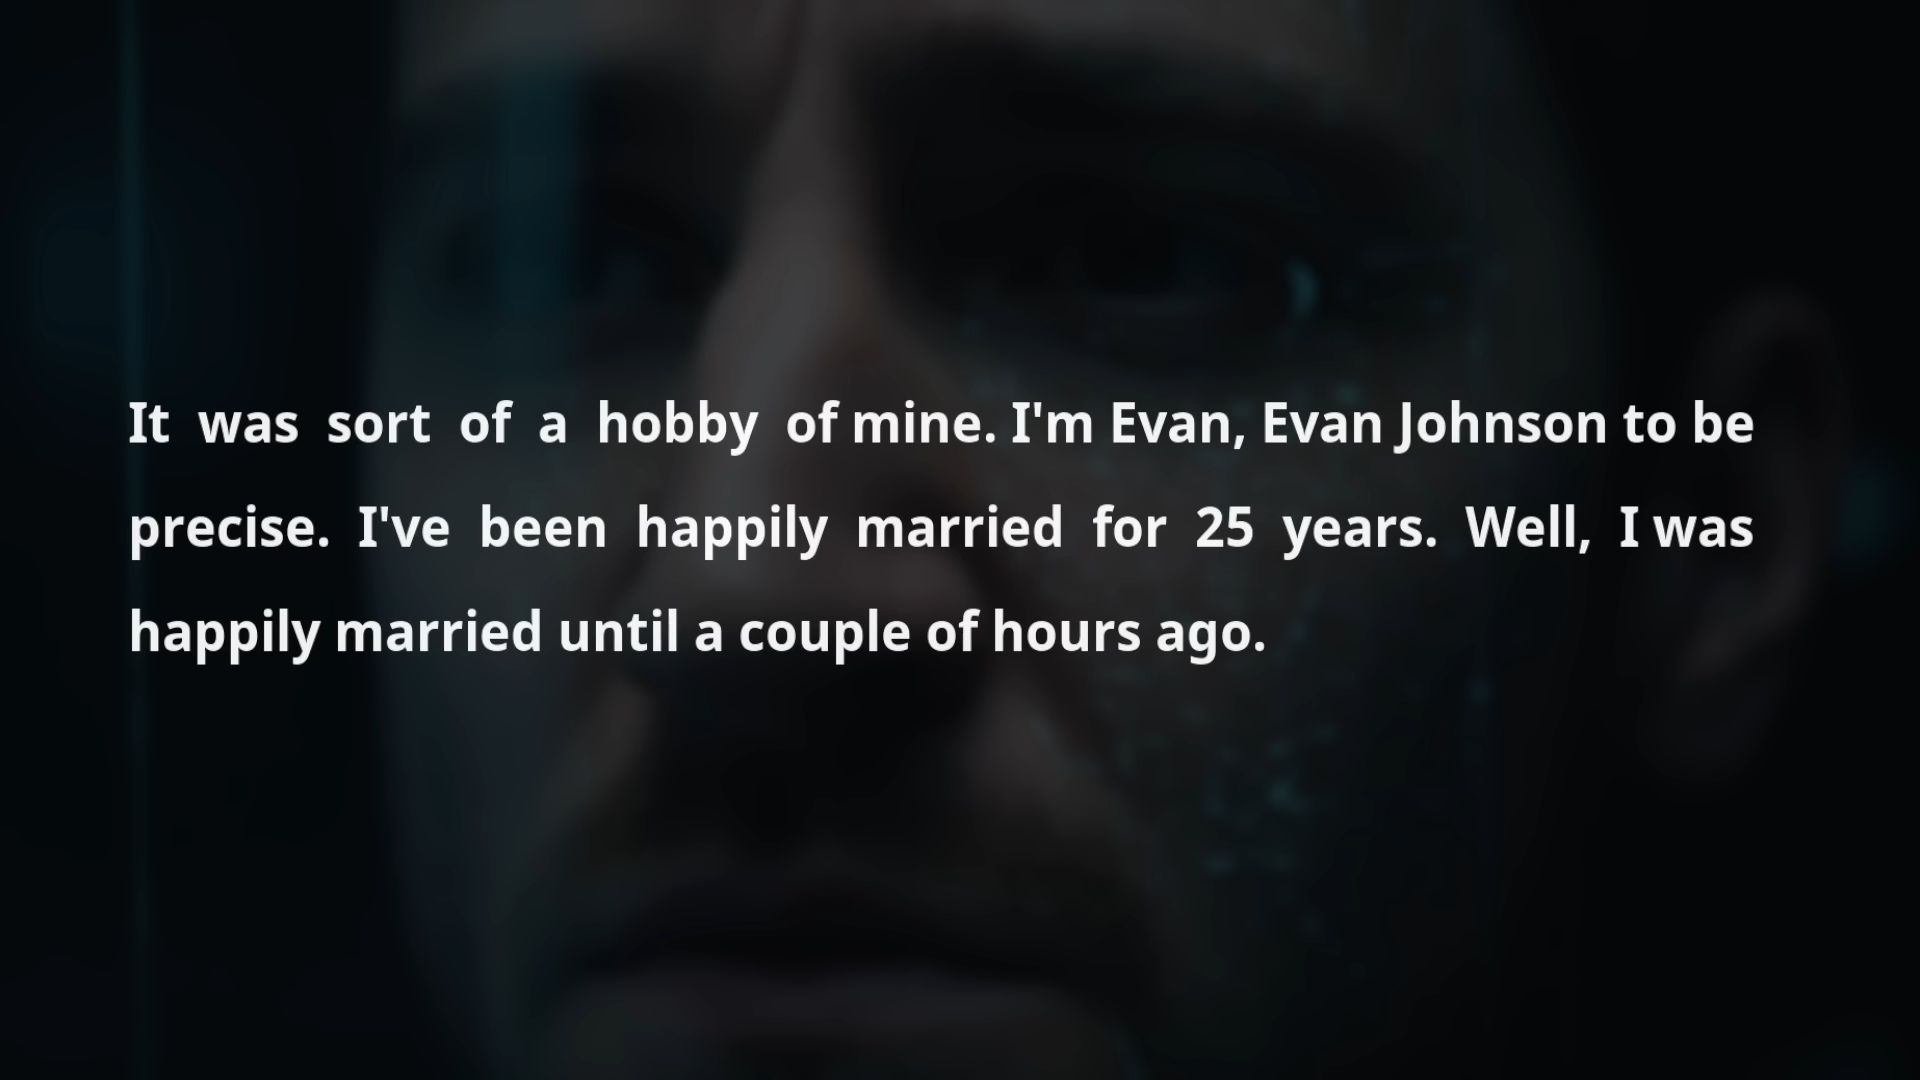 It was sort of a hobby of mine. I'm Evan, Evan Johnson to be
precise. I've been happily married for 25 years. Well, I was
happily married until a couple of hours ago.